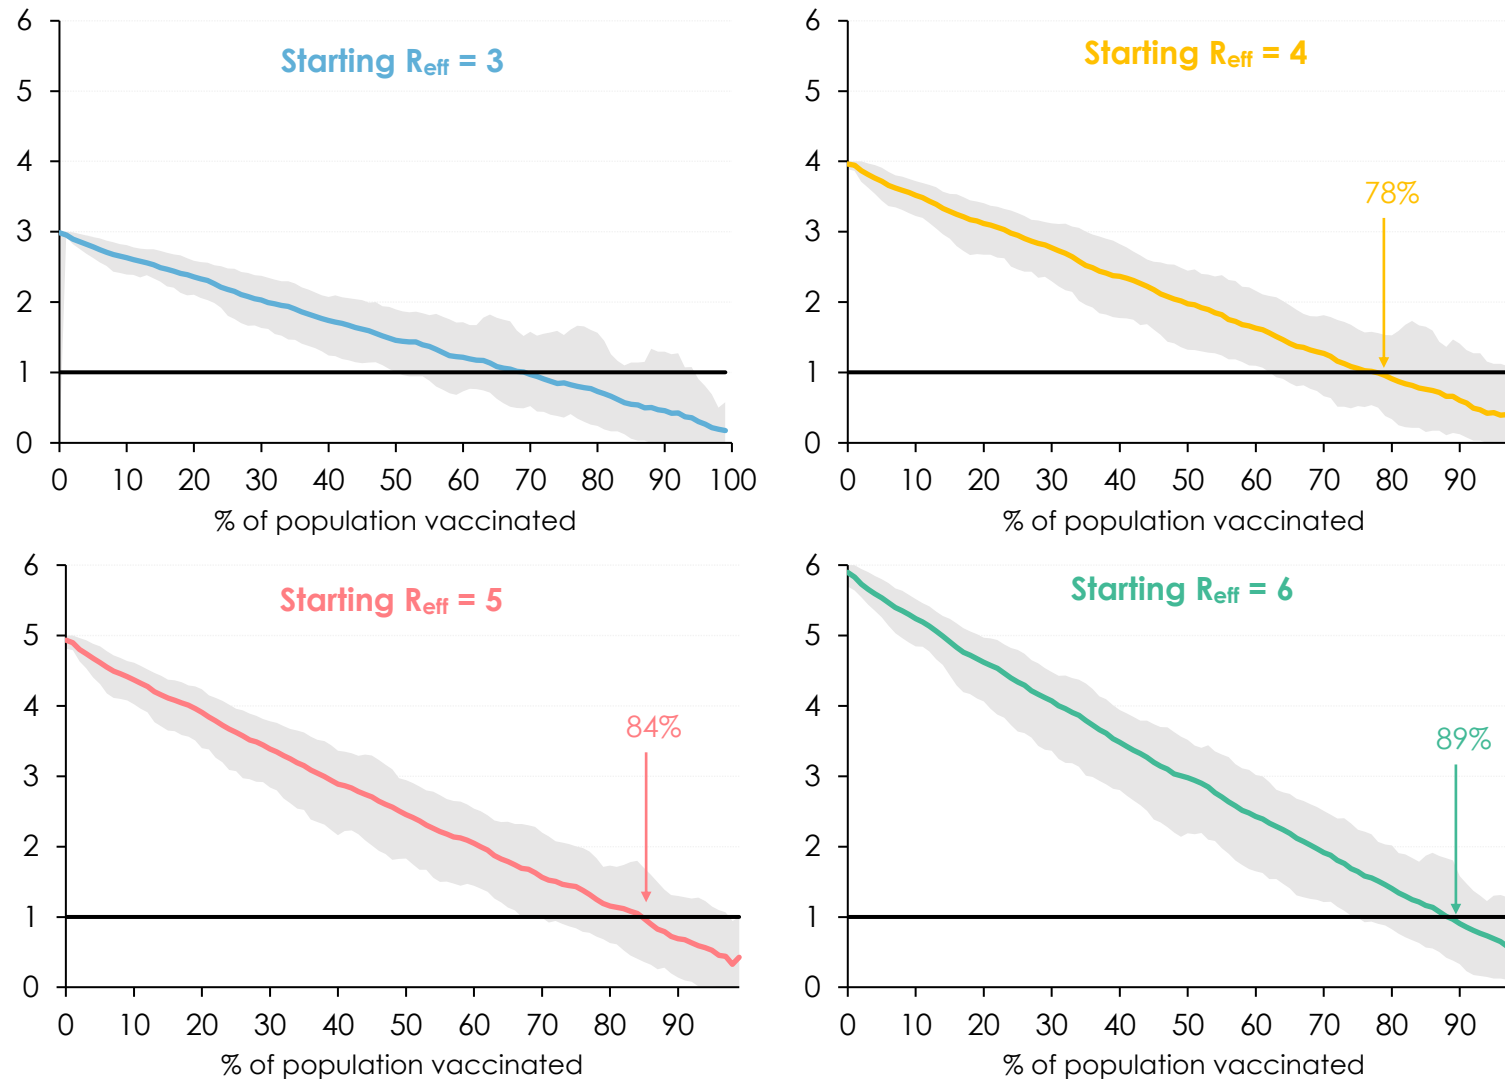 Starting Reff = 3
6
5
4
3
2
1
0
0 10 20 30 40 50 60 70 80 90 100
% of population vaccinated
Starting Reff = 4
78%
6
5
4
3
2
1
0
0 10 20 30 40 50 60 70 80 90
% of population vaccinated
Starting Reff = 5
84%
6
5
4
3
2
1
0
0 10 20 30 40 50 60 70 80 90
% of population vaccinated
Starting Reff = 6
89%
6
5
4
3
2
1
0
0 10 20 30 40 50 60 70 80 90
% of population vaccinated